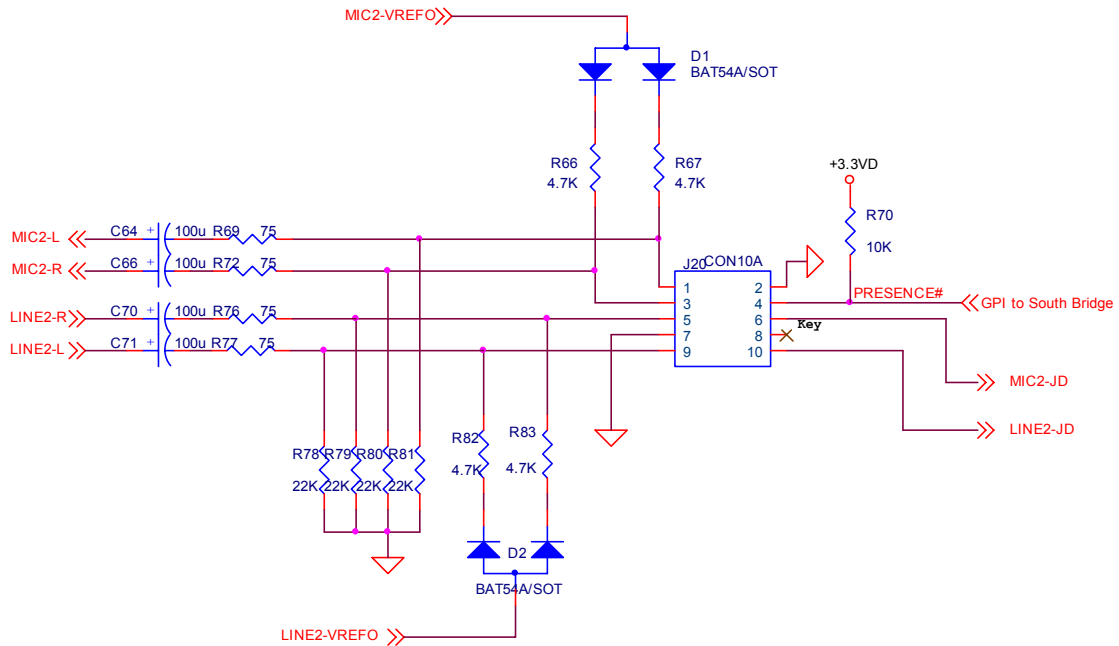 MIC2-VREFO
D1
BAT54A/SOT
R66
4.7K
R67
4.7K
+3.3VD
R70
10K
MIC2-L
C64
+
100u
R69
75
MIC2-R
C66
+
100u
R72
75
J20
CON10A
1
2
3
4
PRESENCE#
GPI to South Bridge
LINE2-R
C70
+
100u
R76
75
5
6
Key
7
8
LINE2-L
C71
+
100u
R77
75
9
10
MIC2-JD
LINE2-JD
R78
R79
R80
R81
22K
22K
22K
22K
R82
4.7K
R83
4.7K
D2
BAT54A/SOT
LINE2-VREFO